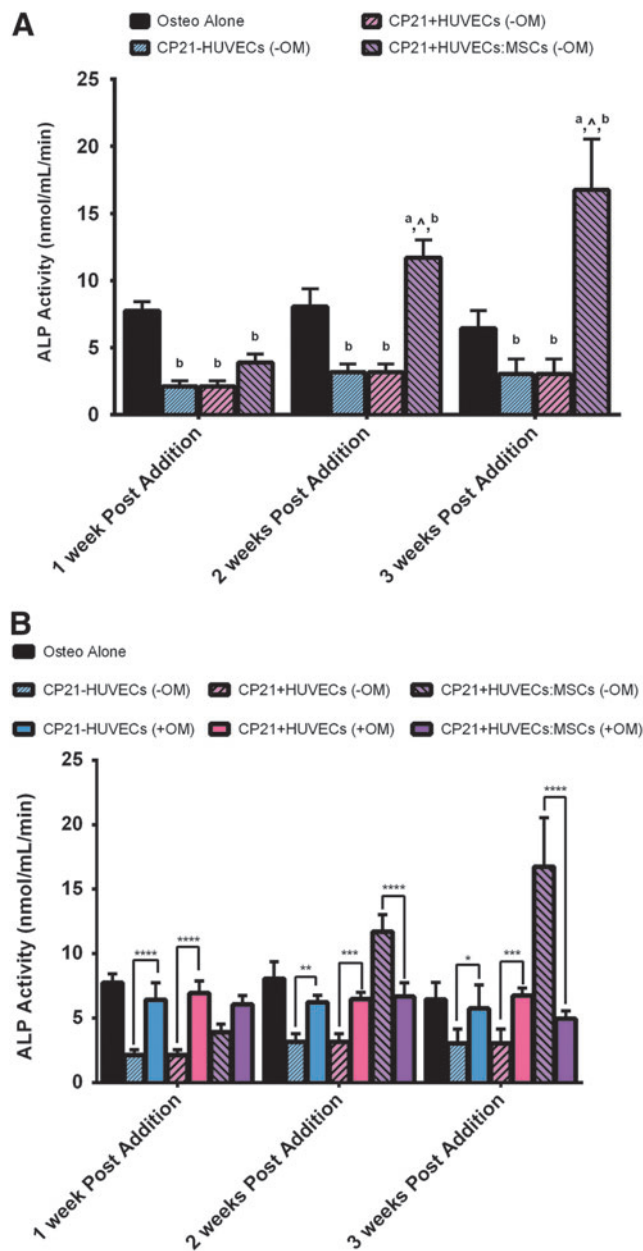 A
Osteo Alone
CP21+HUVECs (-OM)
CP21-HUVECs (-OM)
CP21+HUVECs:MSCs (-OM)
ALP Activity (nmol/mL/min)
25
20
15
10
5
0
b
b
b
b
b
a,^,b
b
b
a,^,b
1 week Post Addition
2 weeks Post Addition
3 weeks Post Addition
B
Osteo Alone
CP21-HUVECs (-OM)
CP21+HUVECs (-OM)
CP21+HUVECs:MSCs (-OM)
CP21-HUVECs (+OM)
CP21+HUVECs (+OM)
CP21+HUVECs:MSCs (+OM)
ALP Activity (nmol/mL/min)
25
20
15
10
5
0
****
****
**
***
****
*
***
****
1 week Post Addition
2 weeks Post Addition
3 weeks Post Addition